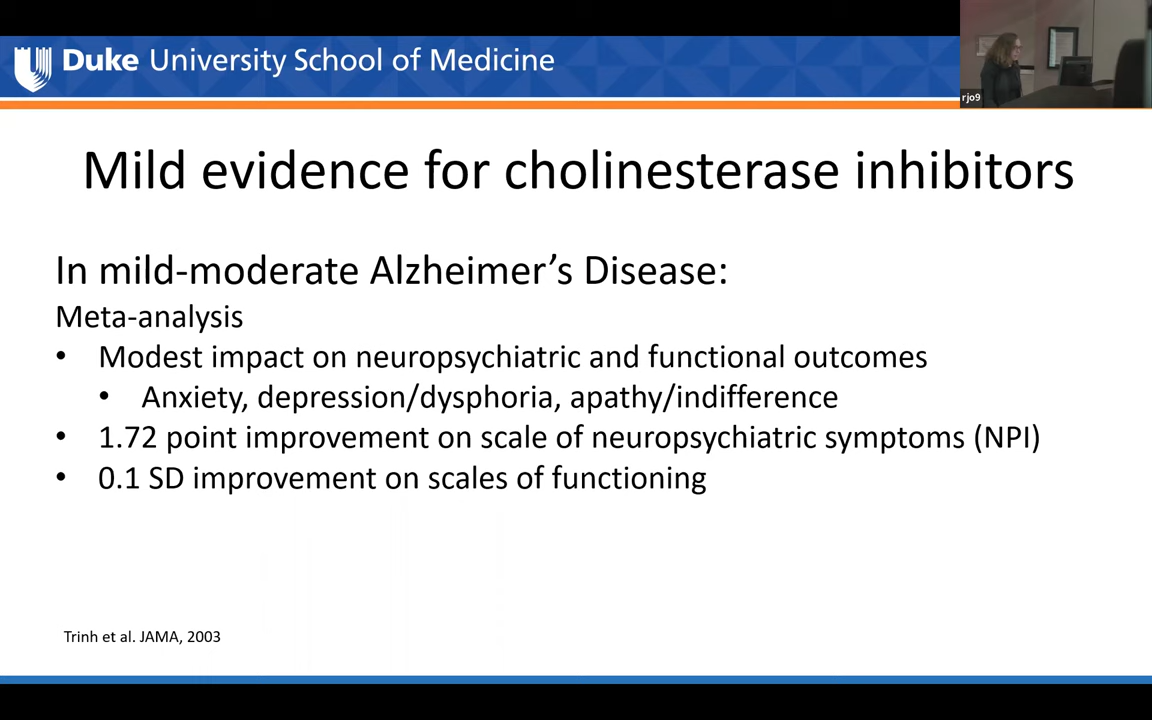 Duke University School of Medicine
rjo9
Mild evidence for cholinesterase inhibitors
In mild-moderate Alzheimer’s Disease:
Meta-analysis
• Modest impact on neuropsychiatric and functional outcomes
• Anxiety, depression/dysphoria, apathy/indifference
• 1.72 point improvement on scale of neuropsychiatric symptoms (NPI)
• 0.1 SD improvement on scales of functioning
Trinh et al. JAMA, 2003